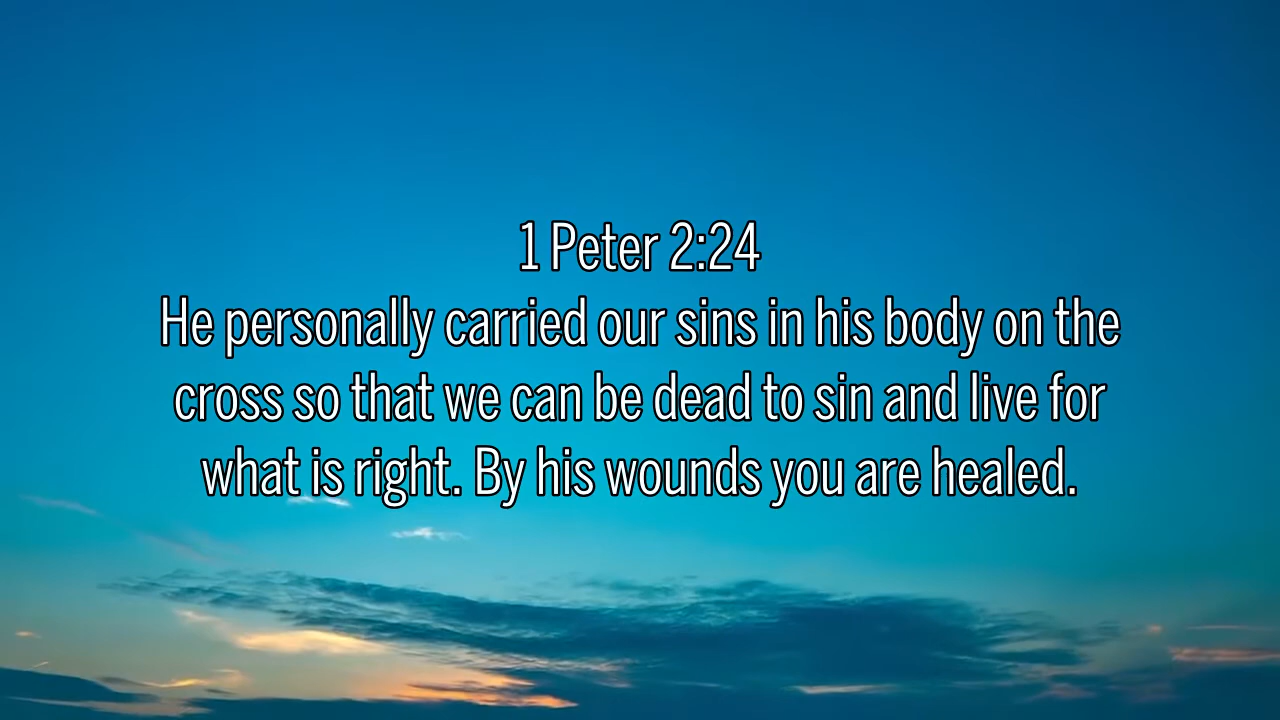 1 Peter 2:24
He personally carried our sins in his body on the
cross so that we can be dead to sin and live for
what is right. By his wounds you are healed.